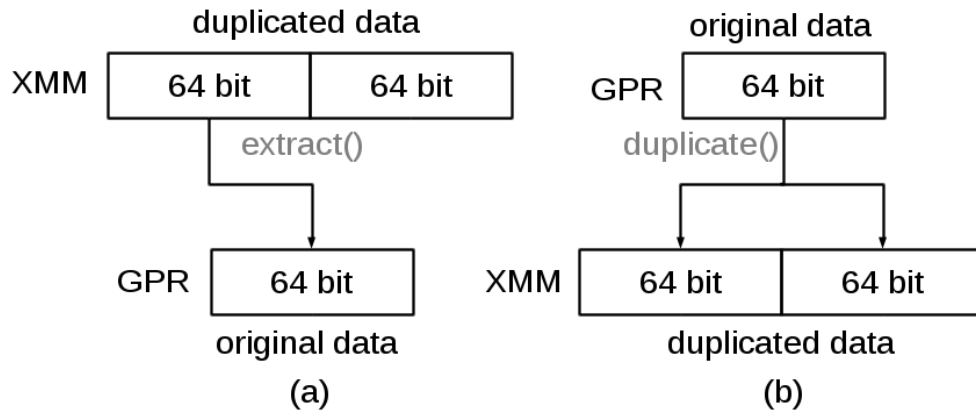 duplicated data
XMM 64 bit 64 bit
extract()
GPR 64 bit
original data
(a)
original data
GPR 64 bit
duplicate()
XMM 64 bit 64 bit
duplicated data
(b)